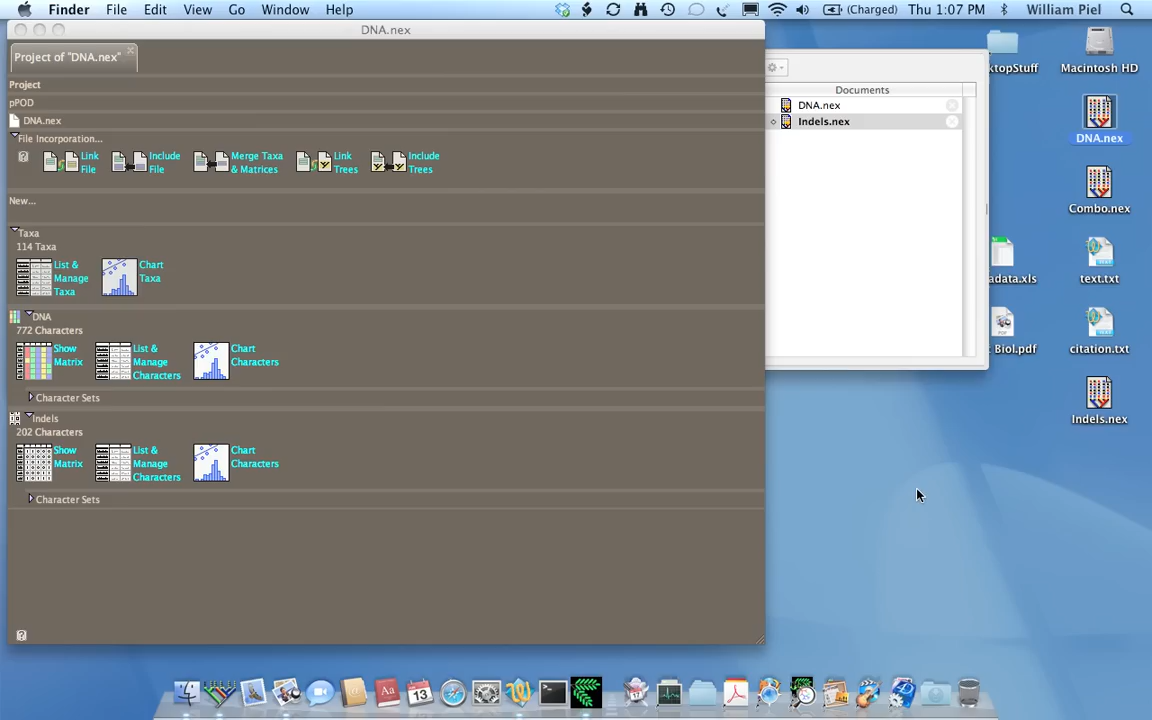 Finder File Edit View Go Window Help
(Charged) Thu 1:07 PM William Piel
DNA.nex
Project of "DNA.nex"
Project
pPOD
DNA.nex
File Incorporation...
Link File
Include File
Merge Taxa & Matrices
Link Trees
Include Trees
New...
Taxa
114 Taxa
List & Manage Taxa
Chart Taxa
DNA
772 Characters
Show Matrix
List & Manage Characters
Chart Characters
Character Sets
Indels
202 Characters
Show Matrix
List & Manage Characters
Chart Characters
Character Sets
Documents
DNA.nex
Indels.nex
ktopStuff
Macintosh HD
DNA.nex
Combo.nex
adata.xls
text.txt
Biol.pdf
citation.txt
Indels.nex